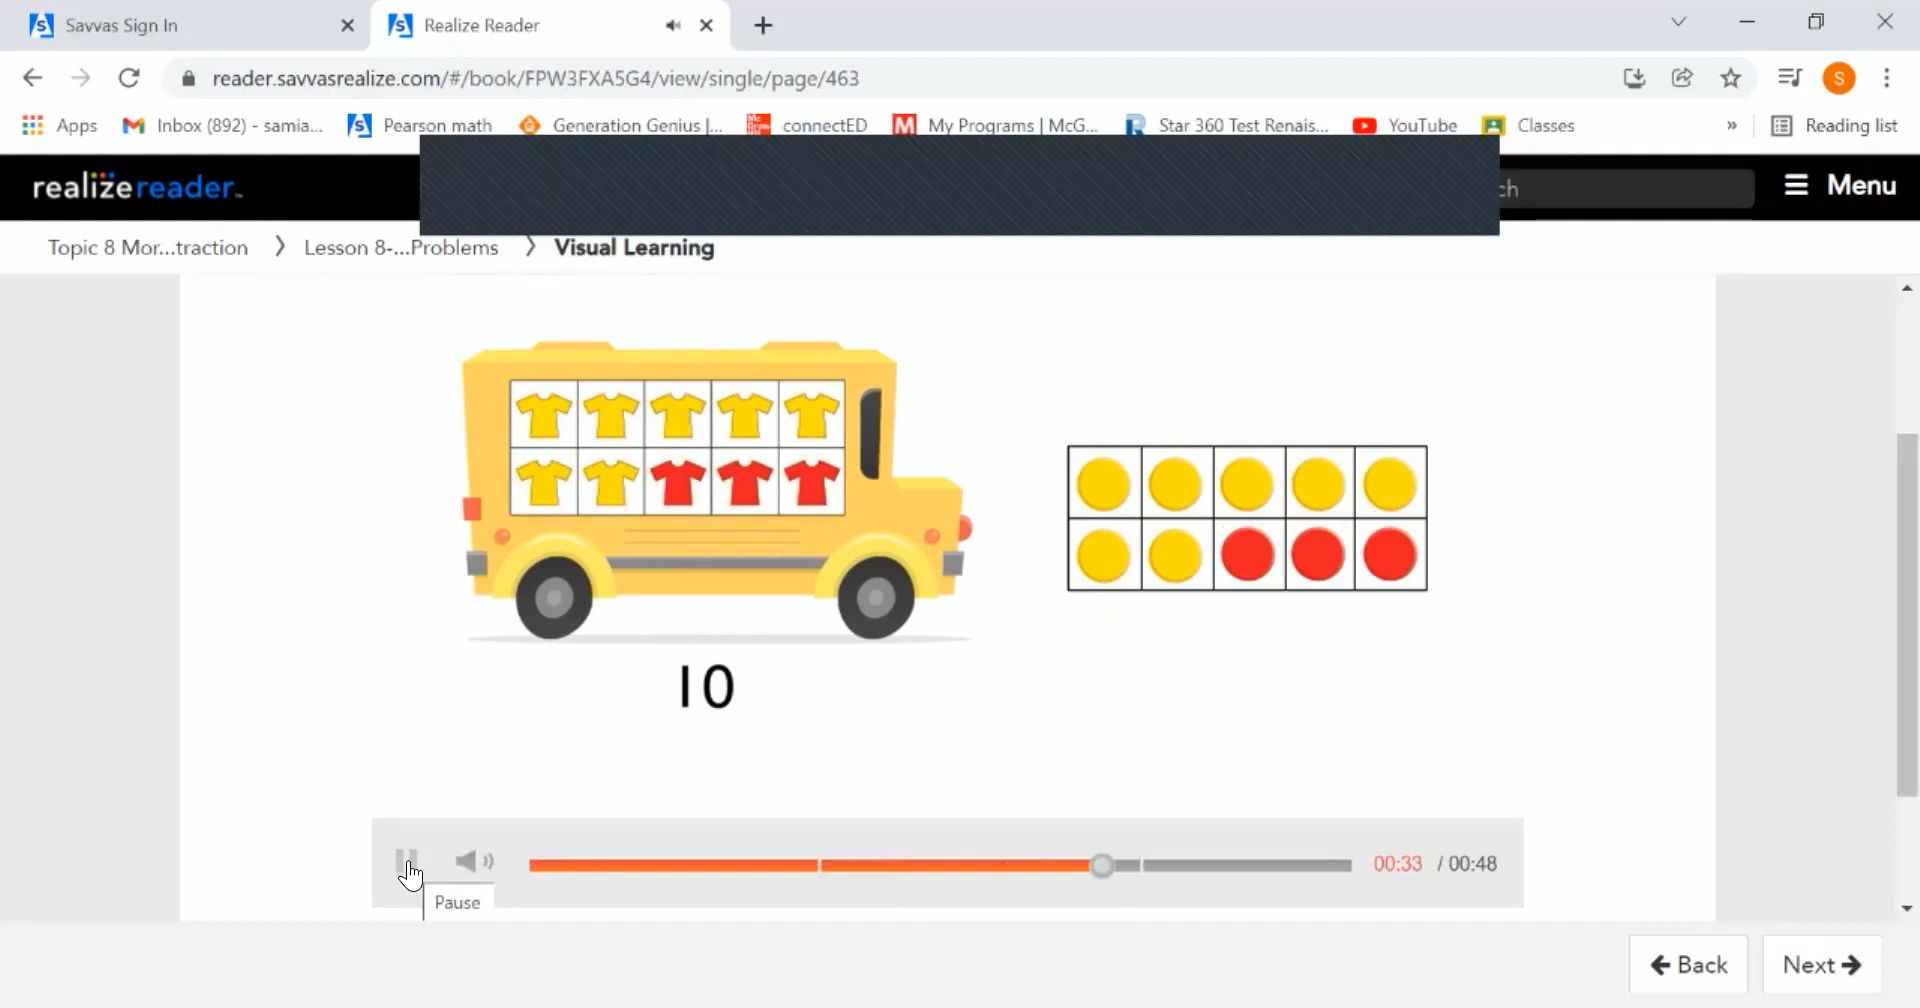 Savvas Sign In
Realize Reader
reader.savvasrealize.com/#/book/FPW3FXA5G4/view/single/page/463
S
Apps
Inbox (892) - samia...
Pearson math
Generation Genius |...
connectED
My Programs | McG...
Star 360 Test Renais...
YouTube
Classes
»
Reading list
realizereader™
ch
Menu
Topic 8 Mor...traction > Lesson 8-...Problems > Visual Learning
10
00:33 / 00:48
Pause
Back
Next